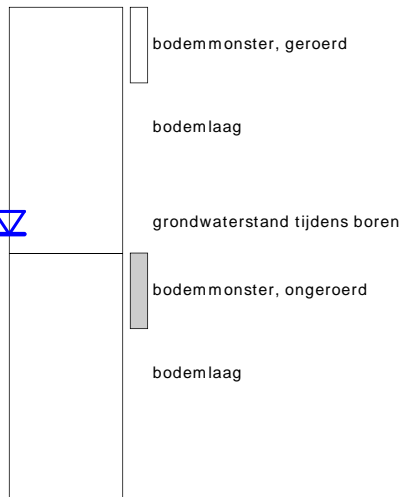 bodemmonster, geroerd
bodemlaag
grondwaterstand tijdens boren
bodemmonster, ongeroerd
bodemlaag